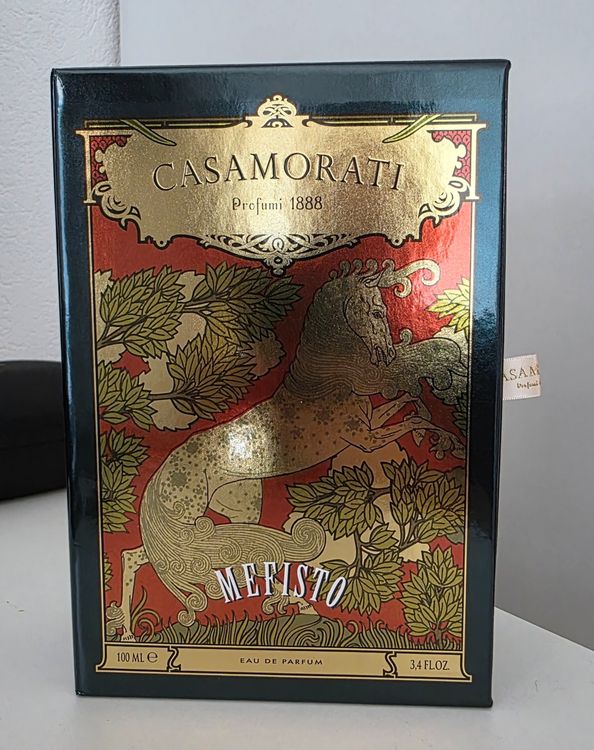 CASAMORATI
Profumi 1888
MEFISTO
100 ML ℮
EAU DE PARFUM
3,4 FL.OZ.